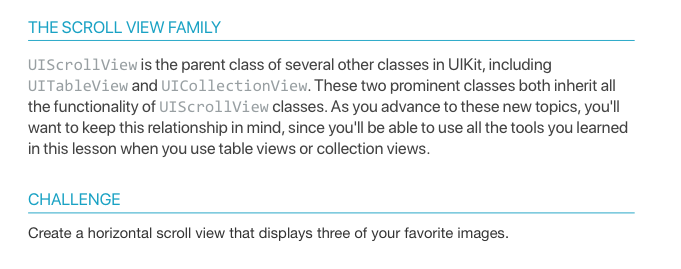 THE SCROLL VIEW FAMILY
UIScrollView is the parent class of several other classes in UIKit, including
UITableView and UICollectionView. These two prominent classes both inherit all
the functionality of UIScrollView classes. As you advance to these new topics, you'll
want to keep this relationship in mind, since you'll be able to use all the tools you learned
in this lesson when you use table views or collection views.
CHALLENGE
Create a horizontal scroll view that displays three of your favorite images.